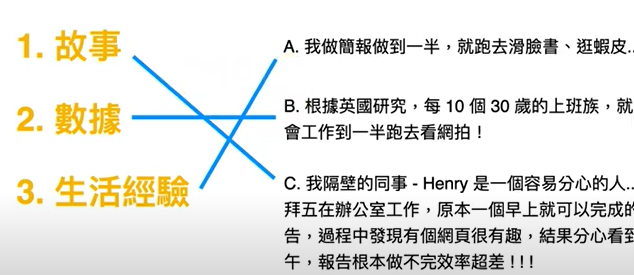 1. 故事
2. 數據
3. 生活經驗
A. 我做簡報做到一半，就跑去滑臉書、逛蝦皮..
B. 根據英國研究，每 10 個 30 歲的上班族，就
會工作到一半跑去看網拍！
C. 我隔壁的同事 - Henry 是一個容易分心的人..
拜五在辦公室工作，原本一個早上就可以完成的
告，過程中發現有個網頁很有趣，結果分心看到
午，報告根本做不完效率超差 ! ! !